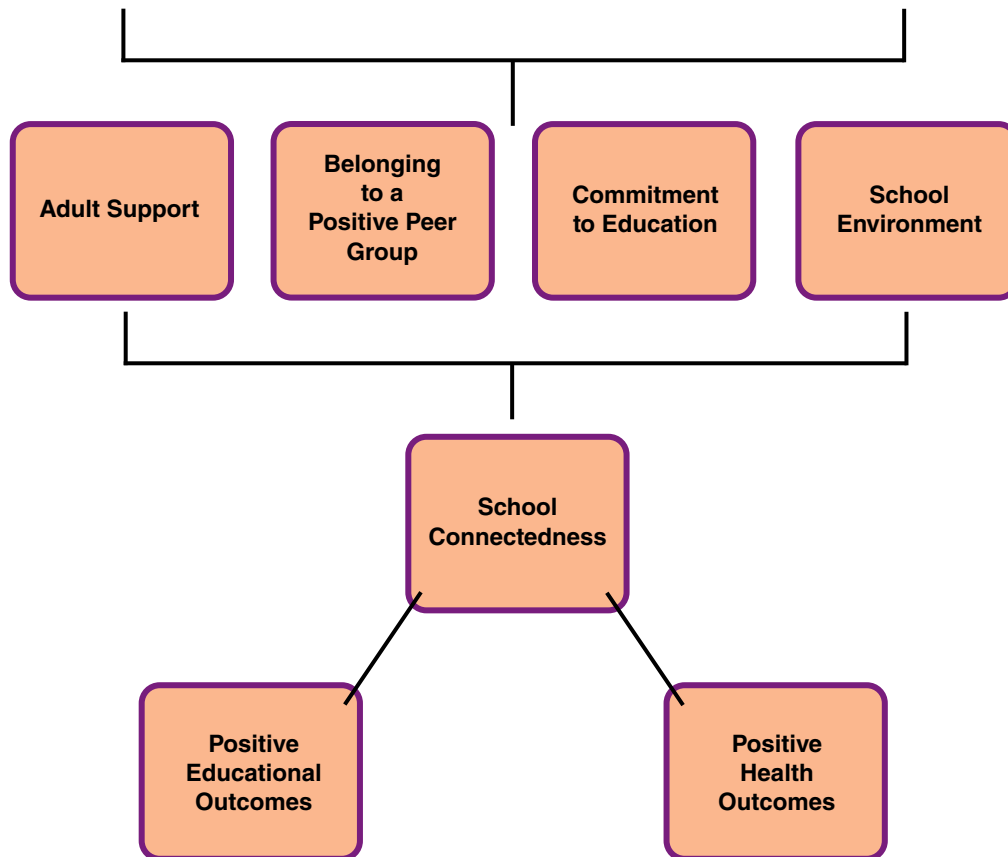 Adult Support
Belonging
to a
Positive Peer
Group
Commitment
to Education
School
Environment
School
Connectedness
Positive
Educational
Outcomes
Positive
Health
Outcomes